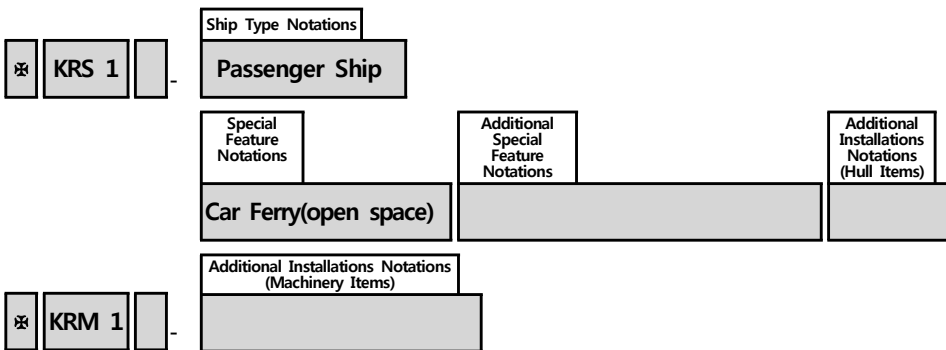 Ship Type Notations
✠ KRS 1 - Passenger Ship
Special
Feature
Notations
Additional
Special
Feature
Notations
Additional
Installations
Notations
(Hull Items)
Car Ferry(open space)
Additional Installations Notations
(Machinery Items)
✠ KRM 1 -